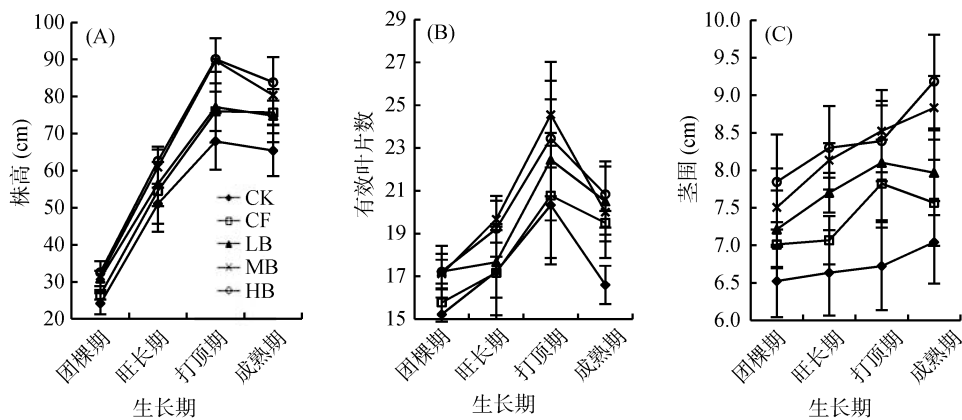 (A)
株高 (cm)
100
90
80
70
60
50
40
30
20
CK
CF
LB
MB
HB
团棵期
旺长期
打顶期
成熟期
生长期
(B)
有效叶片数
29
27
25
23
21
19
17
15
团棵期
旺长期
打顶期
成熟期
生长期
(C)
茎围 (cm)
10.0
9.5
9.0
8.5
8.0
7.5
7.0
6.5
6.0
团棵期
旺长期
打顶期
成熟期
生长期